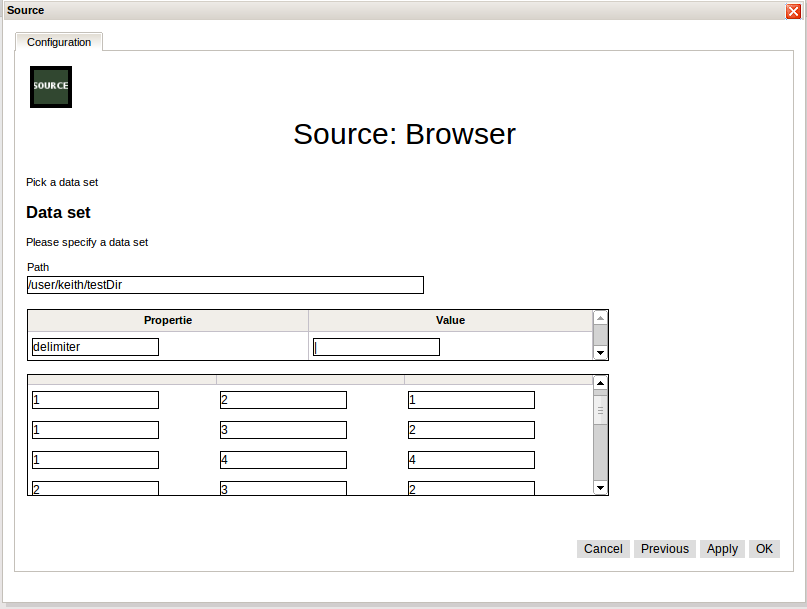 Source
Configuration
SOURCE
Source: Browser
Pick a data set
Data set
Please specify a data set
Path
/user/keith/testDir
Propertie Value
delimiter |
1 2 1
1 3 2
1 4 4
2 3 2
Cancel Previous Apply OK